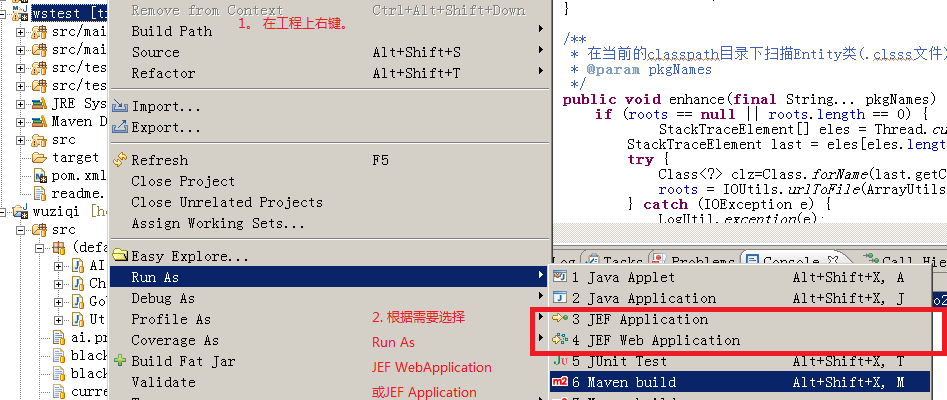 wstest [t
src/mai
src/mai
src/tes
src/tes
JRE Sys
Maven D
src
target
pom.xml
readme.
wuziqi [h
src
(defa
AI
Ch
Go
Ut
ai.pro
black
black
curre
Remove from Context Ctrl+Alt+Shift+Down
1。 在工程上右键。
Build Path
Source Alt+Shift+S
Refactor Alt+Shift+T
Import...
Export...
Refresh F5
Close Project
Close Unrelated Projects
Assign Working Sets...
Easy Explore...
Run As
Debug As
Profile As
Coverage As
Build Fat Jar
Validate
2. 根据需要选择
Run As
JEF WebApplication
或JEF Application
}
/**
* 在当前的classpath目录下扫描Entity类(.clsss文件)
* @param pkgNames
*/
public void enhance(final String... pkgNames)
if (roots == null || roots.length == 0) {
StackTraceElement[] eles = Thread.cu
StackTraceElement last = eles[eles.length
try {
Class<?> clz=Class.forName(last.getC
roots = IOUtils.urlToFile(ArrayUtils
} catch (IOException e) {
LogUtil.exception(e);
Log Tasks Problems Console Call Hie
1 Java Applet Alt+Shift+X, A
2 Java Application Alt+Shift+X, J
3 JEF Application
4 JEF Web Application
5 JUnit Test Alt+Shift+X, T
6 Maven build Alt+Shift+X, M